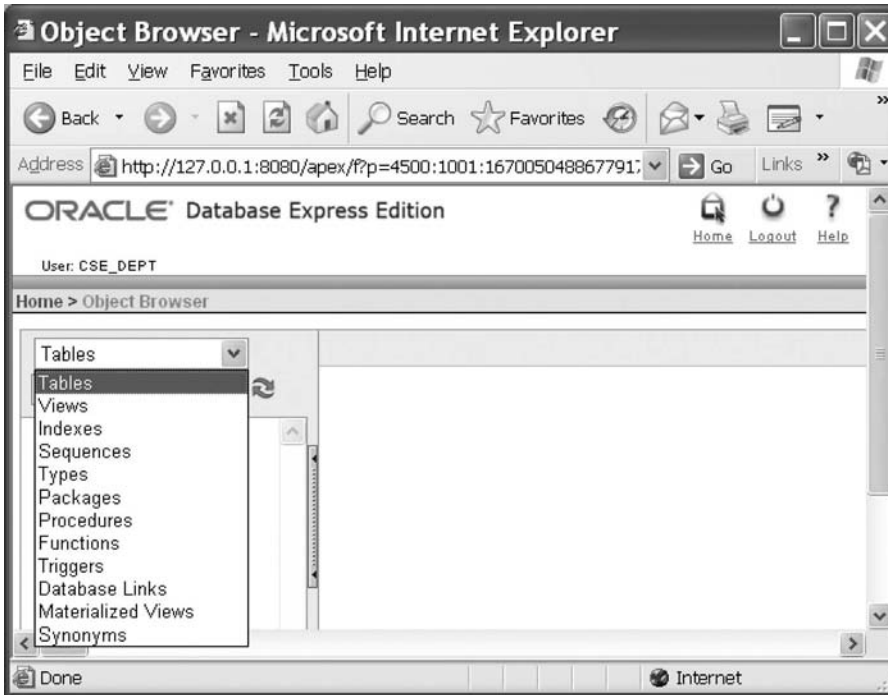 Object Browser - Microsoft Internet Explorer
File Edit View Favorites Tools Help
Back Search Favorites »
Address http://127.0.0.1:8080/apex/f?p=4500:1001:1670050488677917; Go Links »
ORACLE Database Express Edition
Home Logout Help
User: CSE_DEPT
Home > Object Browser
Tables
Tables
Views
Indexes
Sequences
Types
Packages
Procedures
Functions
Triggers
Database Links
Materialized Views
Synonyms
Done Internet